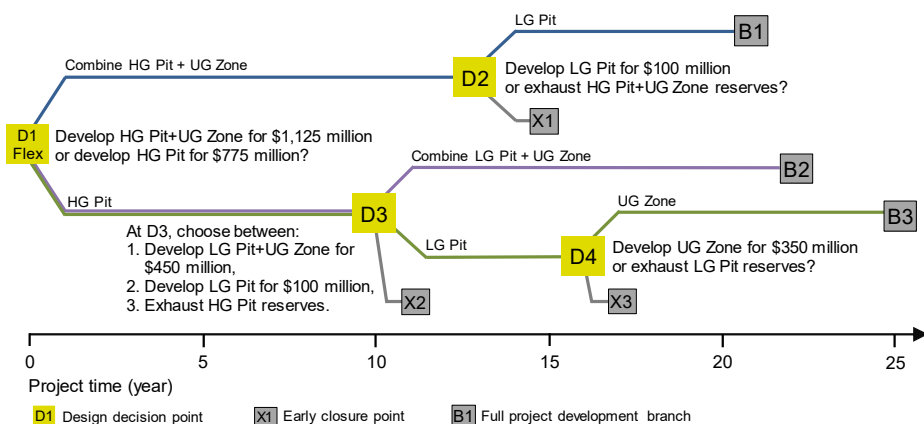 LG Pit
B1
Combine HG Pit + UG Zone
D2
Develop LG Pit for $100 million
or exhaust HG Pit+UG Zone reserves?
X1
D1
Flex
Develop HG Pit+UG Zone for $1,125 million
or develop HG Pit for $775 million?
Combine LG Pit + UG Zone
B2
HG Pit
D3
UG Zone
B3
At D3, choose between:
1. Develop LG Pit+UG Zone for
$450 million,
2. Develop LG Pit for $100 million,
3. Exhaust HG Pit reserves.
LG Pit
D4
Develop UG Zone for $350 million
or exhaust LG Pit reserves?
X2
X3
0
5
10
15
20
25
Project time (year)
D1 Design decision point
X1 Early closure point
B1 Full project development branch